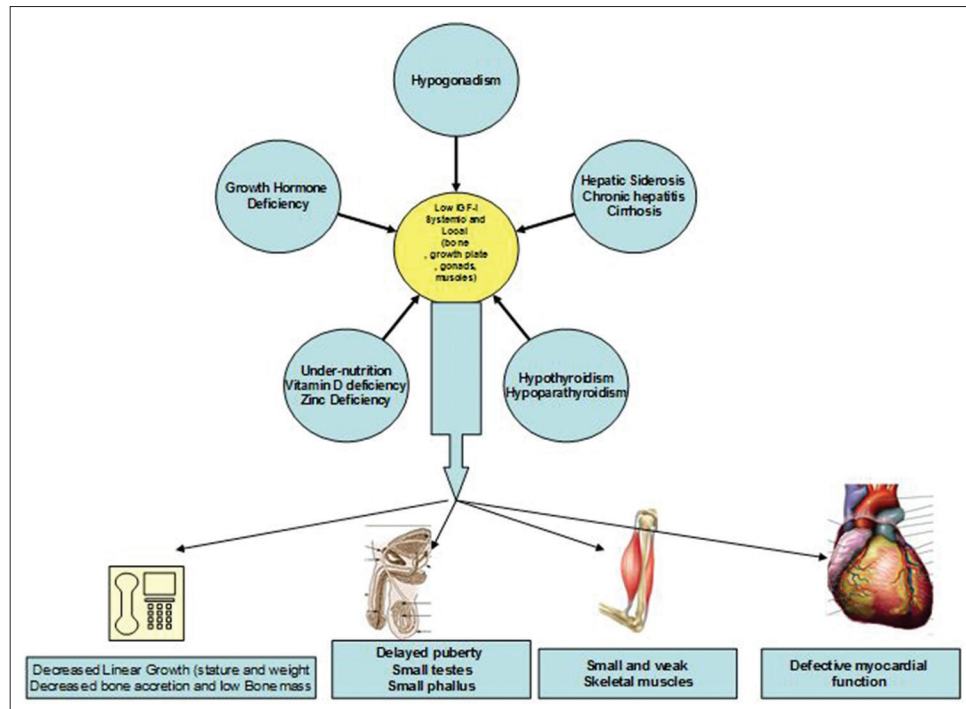 Hypogonadism
Growth Hormone
Deficiency
Hepatic Siderosis
Chronic hepatitis
Cirrhosis
Low IGF-I
Systemic and
Local
(bone
, growth plate
, gonads,
muscles)
Under-nutrition
Vitamin D deficiency
Zinc Deficiency
Hypothyroidism
Hypoparathyroidism
Decreased Linear Growth (stature and weight
Decreased bone accretion and low Bone mass
Delayed puberty
Small testes
Small phallus
Small and weak
Skeletal muscles
Defective myocardial
function